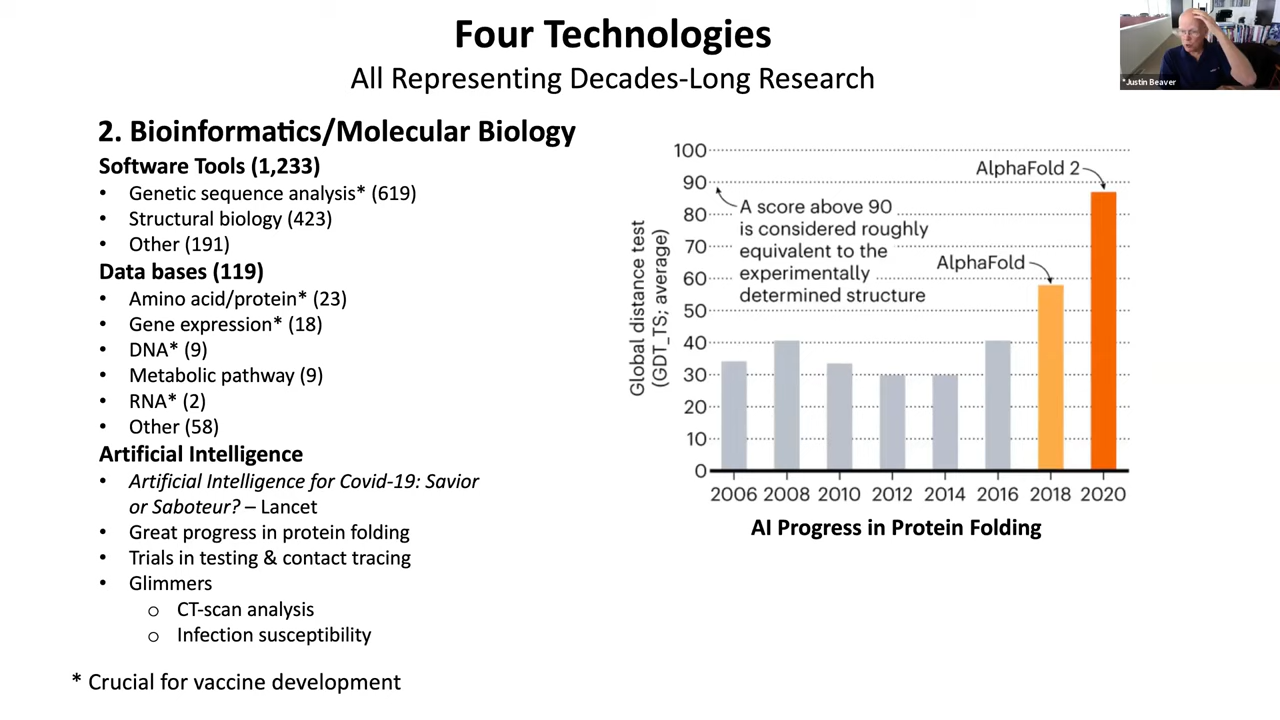 Four Technologies
All Representing Decades-Long Research
*Justin Beaver
2. Bioinformatics/Molecular Biology
Software Tools (1,233)
• Genetic sequence analysis* (619)
• Structural biology (423)
• Other (191)
Data bases (119)
• Amino acid/protein* (23)
• Gene expression* (18)
• DNA* (9)
• Metabolic pathway (9)
• RNA* (2)
• Other (58)
Artificial Intelligence
• Artificial Intelligence for Covid-19: Savior
or Saboteur? – Lancet
• Great progress in protein folding
• Trials in testing & contact tracing
• Glimmers
o CT-scan analysis
o Infection susceptibility
* Crucial for vaccine development
Global distance test
(GDT_TS; average)
100
90
80
70
60
50
40
30
20
10
0
A score above 90
is considered roughly
equivalent to the
experimentally
determined structure
AlphaFold 2
AlphaFold
2006 2008 2010 2012 2014 2016 2018 2020
AI Progress in Protein Folding